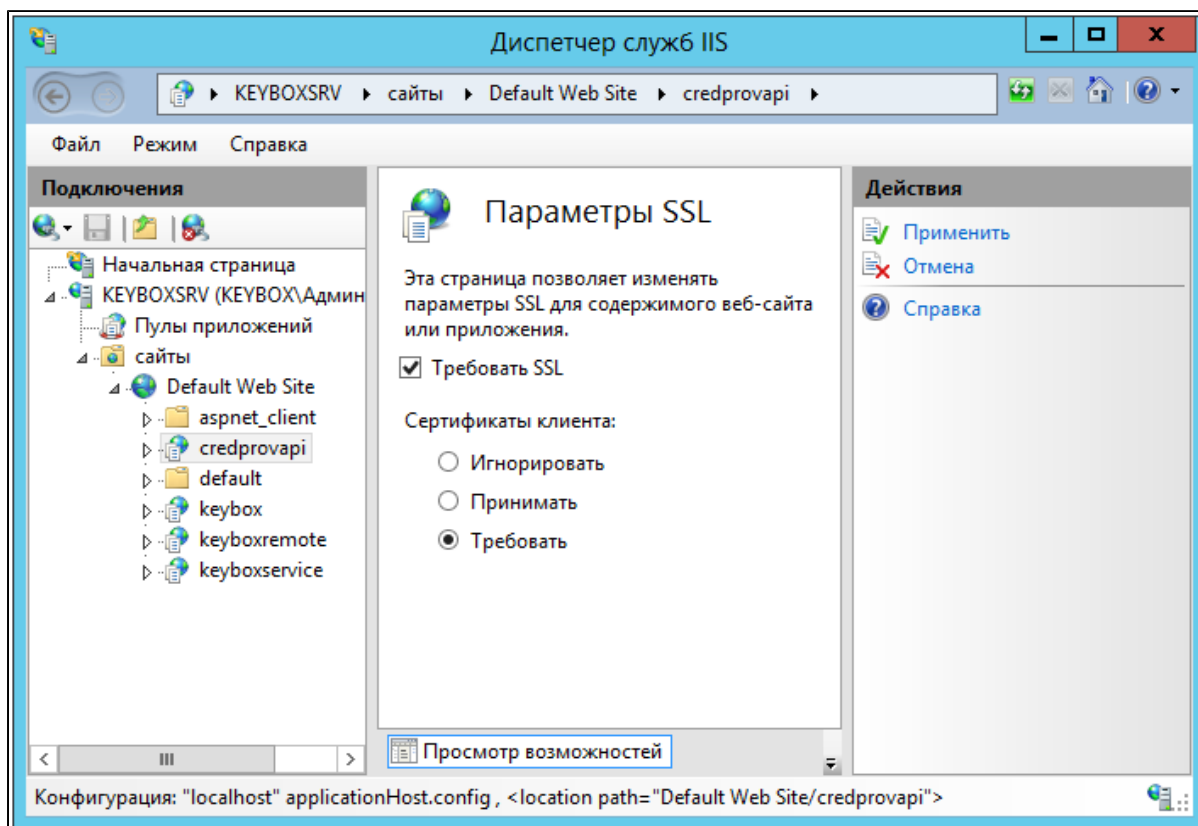 Диспетчер служб IIS
KEYBOXSRV
сайты
Default Web Site
credprovapi
Файл
Режим
Справка
Подключения
Начальная страница
KEYBOXSRV (KEYBOX\Админ
Пулы приложений
сайты
Default Web Site
aspnet_client
credprovapi
default
keybox
keyboxremote
keyboxservice
Параметры SSL
Эта страница позволяет изменять
параметры SSL для содержимого веб-сайта
или приложения.
Требовать SSL
Сертификаты клиента:
Игнорировать
Принимать
Требовать
Просмотр возможностей
Действия
Применить
Отмена
Справка
Конфигурация: "localhost" applicationHost.config , <location path="Default Web Site/credprovapi">